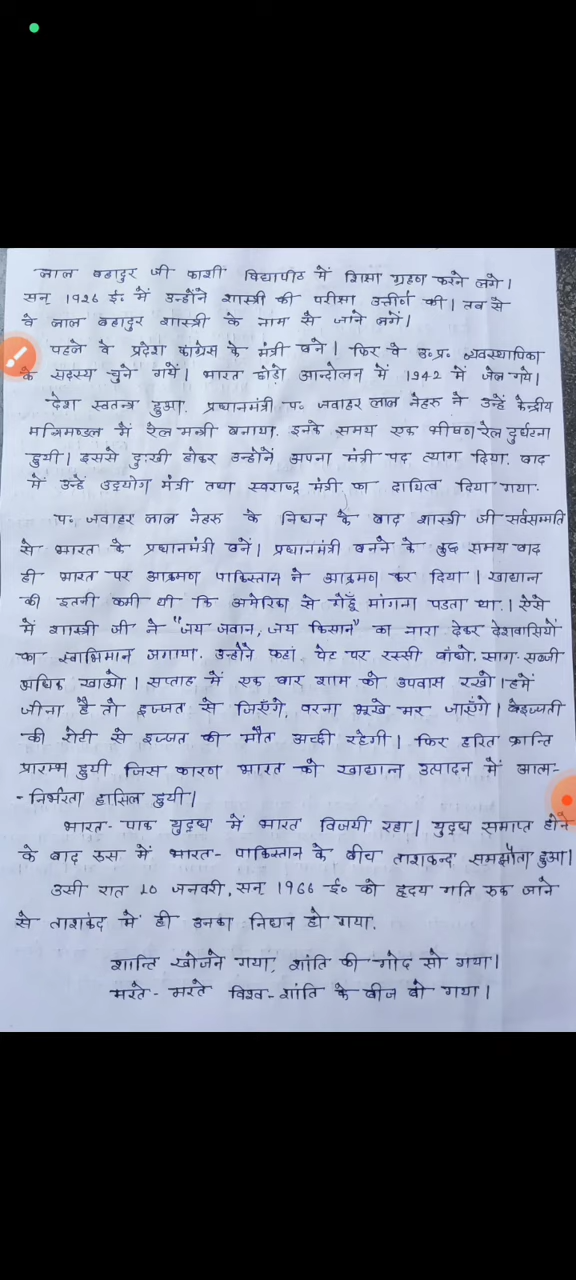 लाल बहादुर जी काशी विद्यापीठ में शिक्षा ग्रहण करने लगे।
सन् 1926 ई॰ में उन्होंने शास्त्री की परीक्षा उत्तीर्ण की। तब से
वे लाल बहादुर शास्त्री के नाम से जाने लगें।
पहले वे प्रदेश कांग्रेस के मंत्री बने। फिर वे उ॰प्र॰ व्यवस्थापिका
के सदस्य चुने गयें। भारत छोड़ो आन्दोलन में 1942 में जेल गये।
देश स्वतन्त्र हुआ. प्रधानमंत्री प॰ जवाहर लाल नेहरु ने उन्हें केन्द्रीय
मन्त्रिमण्डल में रेल मन्त्री बनाया. इनके समय एक भीषण रेल दुर्घटना
हुयी। इससे दुःखी होकर उन्होंने अपना मंत्री पद त्याग दिया. बाद
में उन्हें उद्‌योग मंत्री तथा स्वराष्ट्र मंत्री का दायित्व दिया गया.
प॰ जवाहर लाल नेहरु के निधन के बाद शास्त्री जी सर्वसम्मति
से भारत के प्रधानमंत्री बनें। प्रधानमंत्री बनने के कुछ समय बाद
ही भारत पर आक्रमण पाकिस्तान ने आक्रमण कर दिया। खाद्यान
की इतनी कमी थी कि अमेरिका से गेहूँ मांगना पडता था.। ऐसे
में शास्त्री जी ने "जय जवान, जय किसान" का नारा देकर देशवासियों
का स्वाभिमान जगाया. उन्होंने कहां पेट पर रस्सी बांधो. साग-सब्जी
अधिक खाओ। सप्ताह में एक बार शाम को उपवास रखो। हमें
जीना है तो इज्जत से जिएँगे, वरना भूखे मर जाएँगे। बेइज्जती
की रोटी से इज्जत की मौत अच्छी रहेगी। फिर हरित क्रान्ति
प्रारम्भ हुयी जिस कारण भारत को खाद्यान्न उत्पादन में आत्म-
-निर्भरता हासिल हुयी।
भारत-पाक युद्‌ध में भारत विजयी रहा। युद्‌ध समाप्त होने
के बाद रुस में भारत-पाकिस्तान के बीच ताशकन्द समझौता हुआ।
उसी रात 10 जनवरी, सन् 1966 ई॰ को हृदय गति रुक जाने
से ताशकंद में ही उनका निधन हो गया.
शान्ति खोजने गया, शांति की गोद सो गया।
मरते-मरते विश्व-शांति के बीज बो गया।